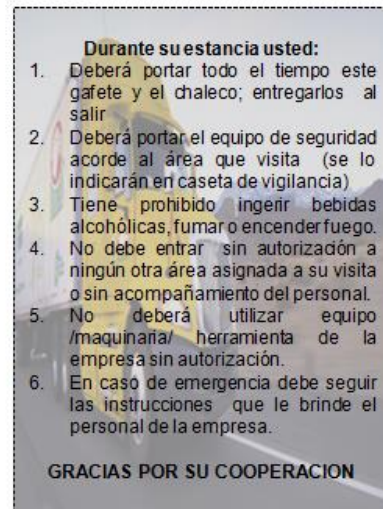 Durante su estancia usted:
1. Deberá portar todo el tiempo este
gafete y el chaleco; entregarlos al
salir
2. Deberá portar el equipo de seguridad
acorde al área que visita (se lo
indicarán en caseta de vigilancia)
3. Tiene prohibido ingerir bebidas
alcohólicas, fumar o encender fuego.
4. No debe entrar sin autorización a
ningún otra área asignada a su visita
o sin acompañamiento del personal.
5. No deberá utilizar equipo
/maquinaria/ herramienta de la
empresa sin autorización.
6. En caso de emergencia debe seguir
las instrucciones que le brinde el
personal de la empresa.
GRACIAS POR SU COOPERACION